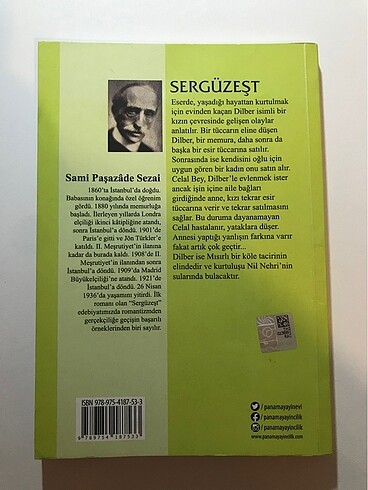 SERGÜZEŞT
Eserde, yaşadığı hayattan kurtulmak
için evinden kaçan Dilber isimli bir
kızın çevresinde gelişen olaylar
anlatılır. Bir tüccarın eline düşen
Dilber, bir memura, daha sonra da
başka bir esir tüccarına satılır.
Sonrasında ise kendisini oğlu için
uygun gören bir kadın onu satın alır.
Celal Bey, Dilber'le evlenmek ister
ancak işin içine aile bağları
girdiğinde anne, kızı tekrar esir
tüccarına verir ve tekrar satılmasını
sağlar. Bu duruma dayanamayan
Celal hastalanır, yataklara düşer.
Annesi yaptığı yanlışın farkına varır
fakat artık çok geçtir...
Dilber ise Mısırlı bir köle tacirinin
elindedir ve kurtuluşu Nil Nehri'nin
sularında bulacaktır.
Sami Paşazâde Sezai
1860'ta İstanbul'da doğdu.
Babasının konağında özel öğrenim
gördü. 1880 yılında memurluğa
başladı. İlerleyen yıllarda Londra
elçiliği ikinci kâtipliğine atandı,
sonra İstanbul'a döndü. 1901'de
Paris'e gitti ve Jön Türkler'e
katıldı. II. Meşrutiyet'in ilanına
kadar da burada kaldı. 1908'de II.
Meşrutiyet'in ilanından sonra
İstanbul'a döndü. 1909'da Madrid
Büyükelçiliği'ne atandı. 1921'de
İstanbul'a döndü. 26 Nisan
1936'da yaşamını yitirdi. İlk
romanı olan "Sergüzeşt"
edebiyatımızda romantizmden
gerçekçiliğe geçişin başarılı
örneklerinden biri sayılır.
ISBN 978-975-4187-53-3
9 789754 187533
/panamayayinevi
/panamayayincilik
/panamayayincilik
www.panamayayincilik.com